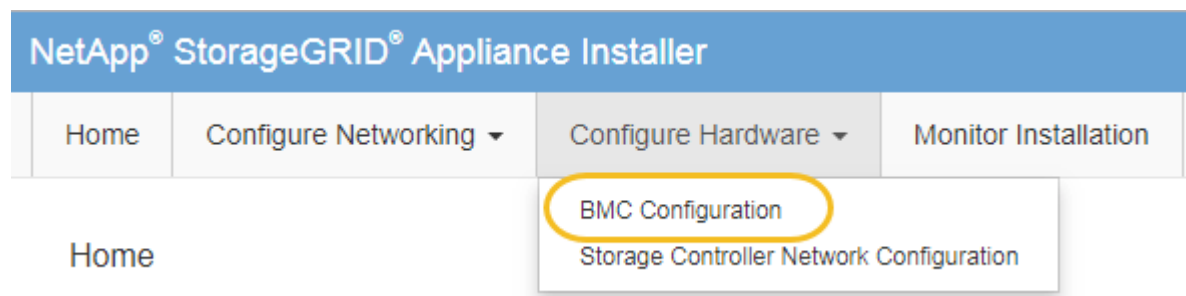 NetApp® StorageGRID® Appliance Installer
Home Configure Networking Configure Hardware Monitor Installation
BMC Configuration
Home
Storage Controller Network Configuration